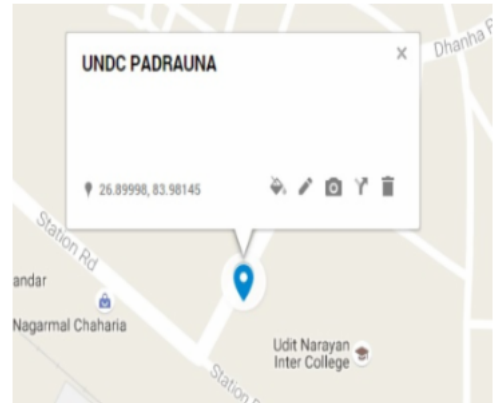 UNDC PADRAUNA
Dhanha
26.89998, 83.98145
Station Rd
andar
Nagarmal Chaharia
Udit Narayan
Inter College
Station